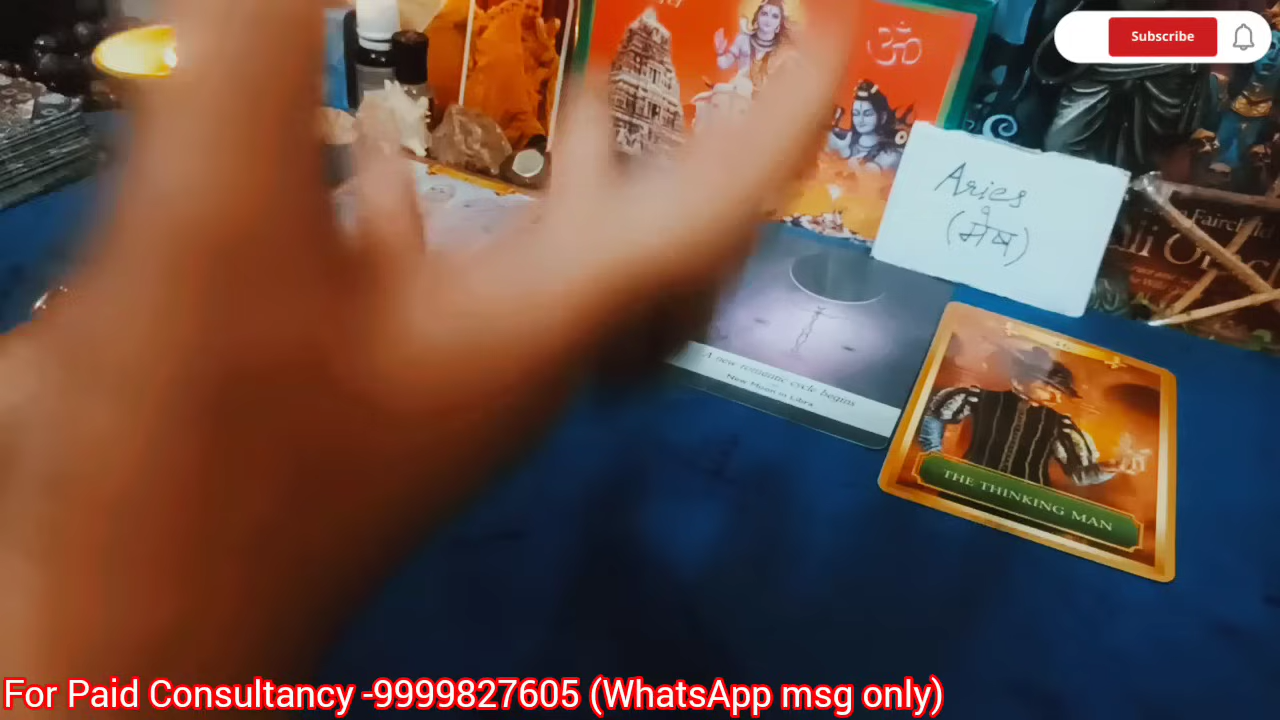 Subscribe
ॐ
Aries
(मेष)
Fairchild
A new romantic cycle begins
New Moon in Libra
THE THINKING MAN
For Paid Consultancy -9999827605 (WhatsApp msg only)